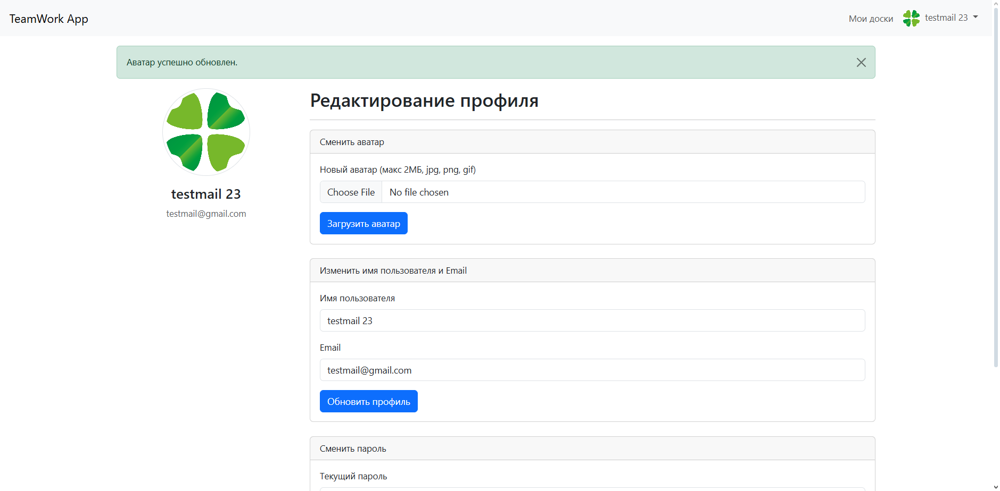 TeamWork App
Мои доски
testmail 23
Аватар успешно обновлен.
testmail 23
testmail@gmail.com
Редактирование профиля
Сменить аватар
Новый аватар (макс 2МБ, jpg, png, gif)
Choose File No file chosen
Загрузить аватар
Изменить имя пользователя и Email
Имя пользователя
testmail 23
Email
testmail@gmail.com
Обновить профиль
Сменить пароль
Текущий пароль